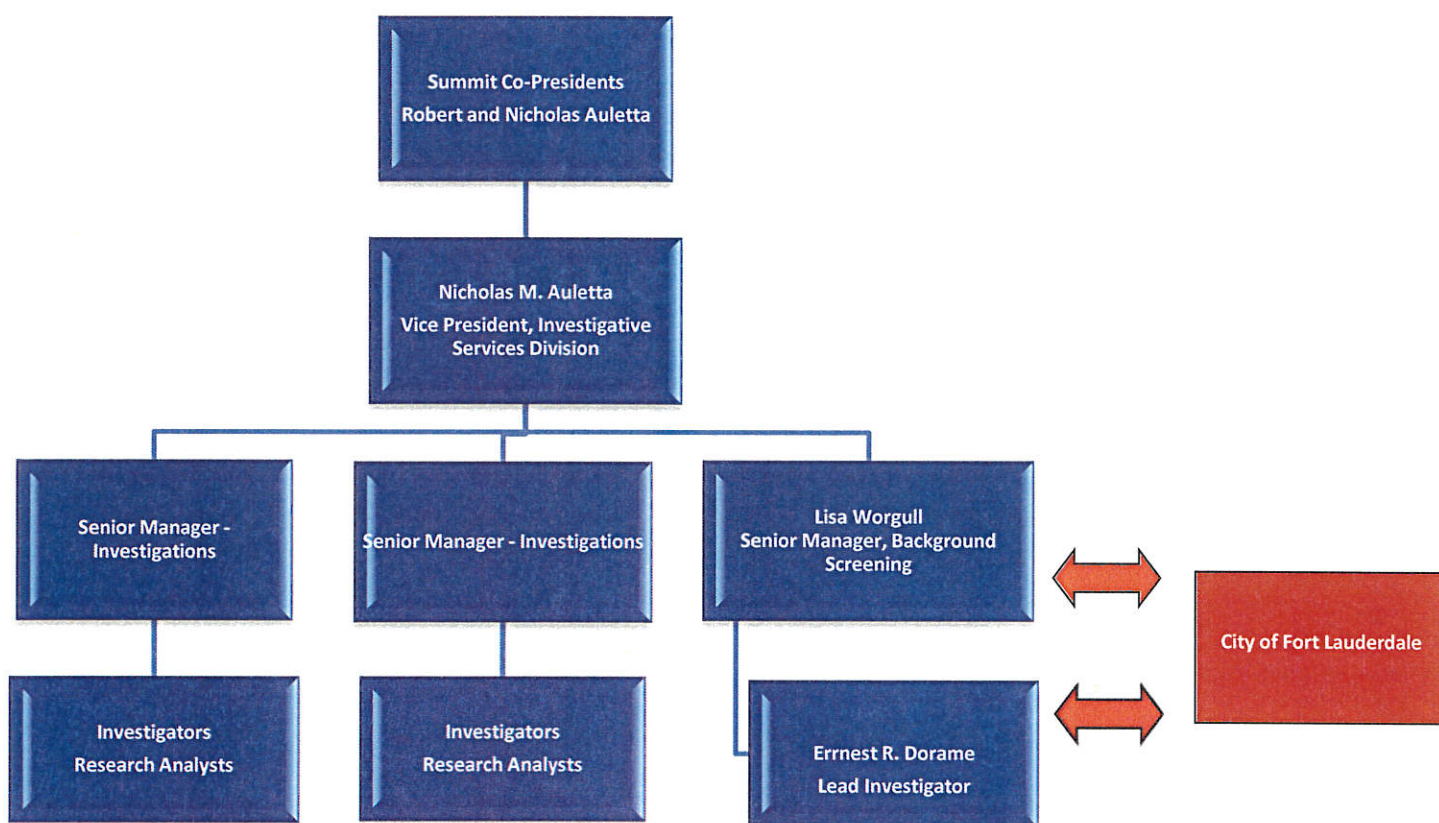 Summit Co-Presidents
Robert and Nicholas Auletta
Nicholas M. Auletta
Vice President, Investigative
Services Division
Senior Manager -
Investigations
Senior Manager - Investigations
Lisa Worgull
Senior Manager, Background
Screening
City of Fort Lauderdale
Investigators
Research Analysts
Investigators
Research Analysts
Errnest R. Dorame
Lead Investigator